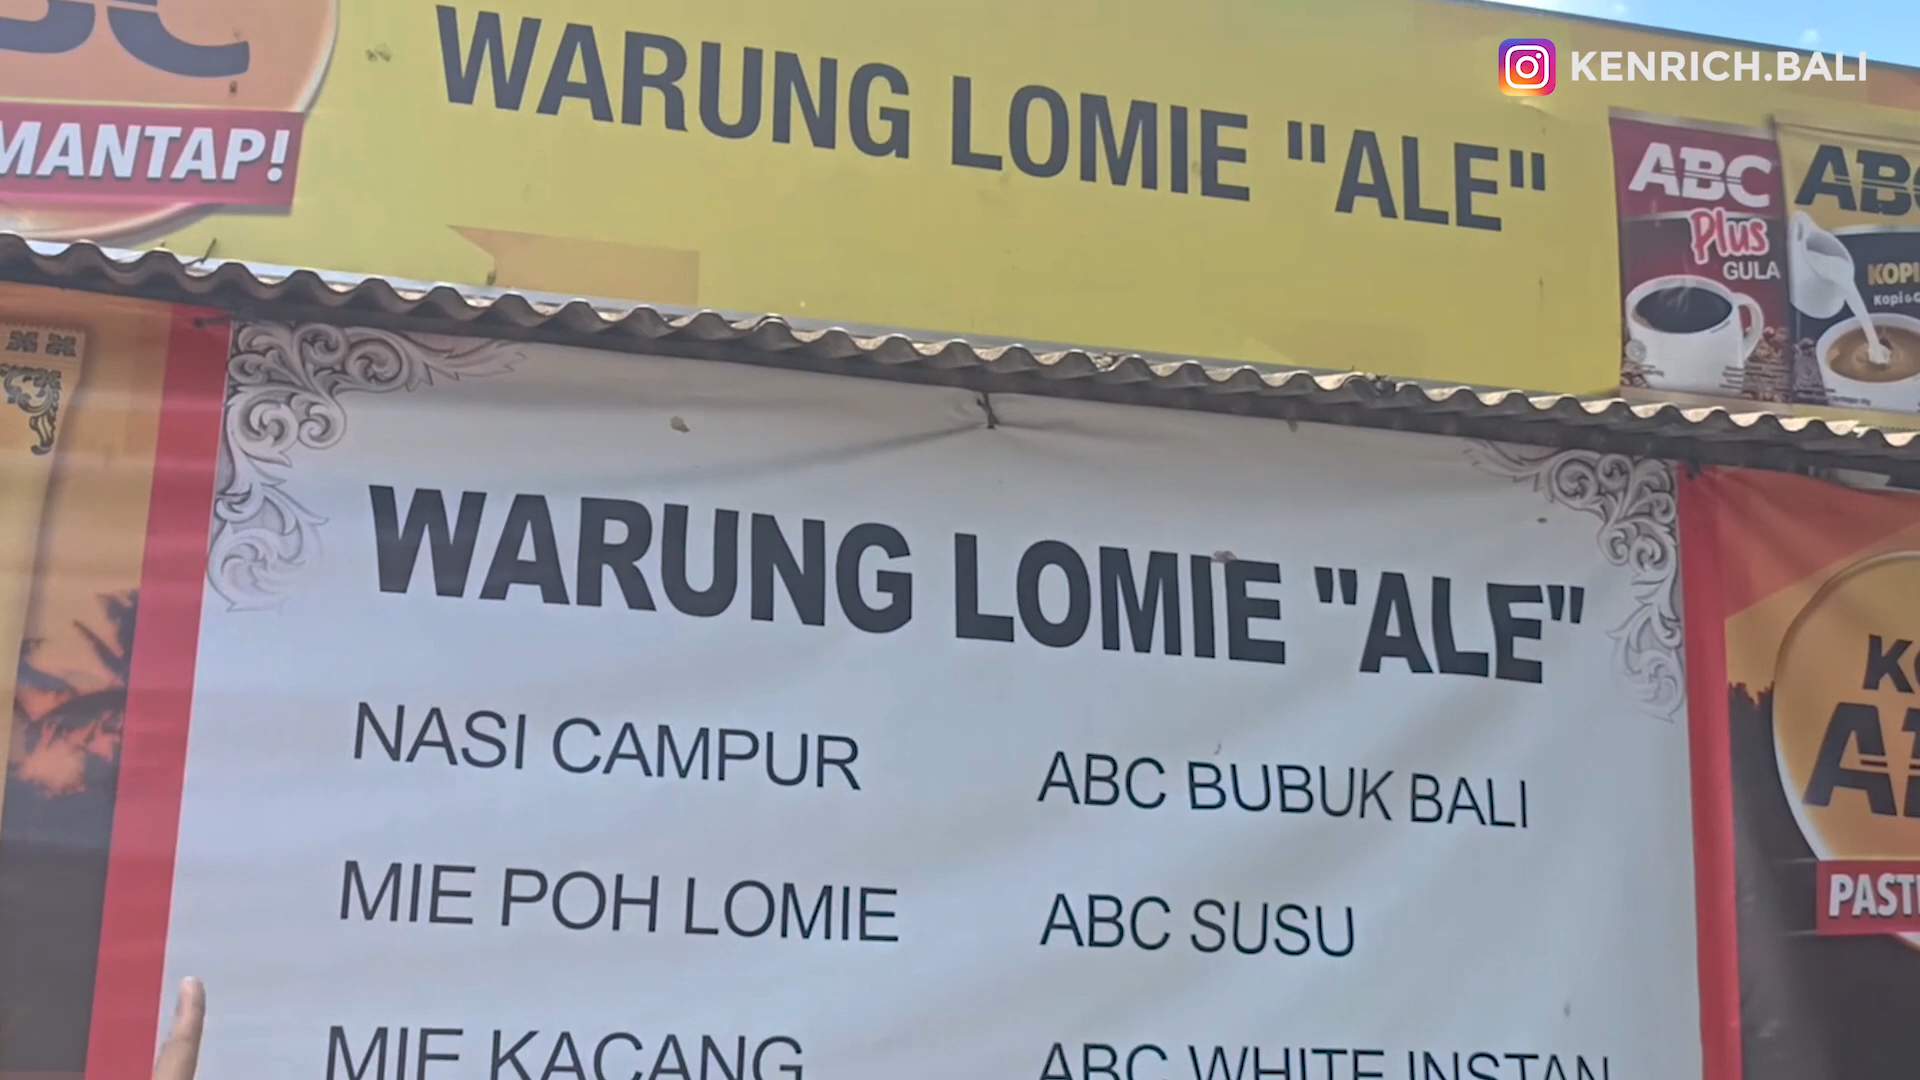 KENRICH.BALI
WARUNG LOMIE "ALE"
MANTAP!
ABC
Plus
GULA
KOPI
WARUNG LOMIE "ALE"
NASI CAMPUR
ABC BUBUK BALI
MIE POH LOMIE
ABC SUSU
MIE KACANG
ABC WHITE INSTAN